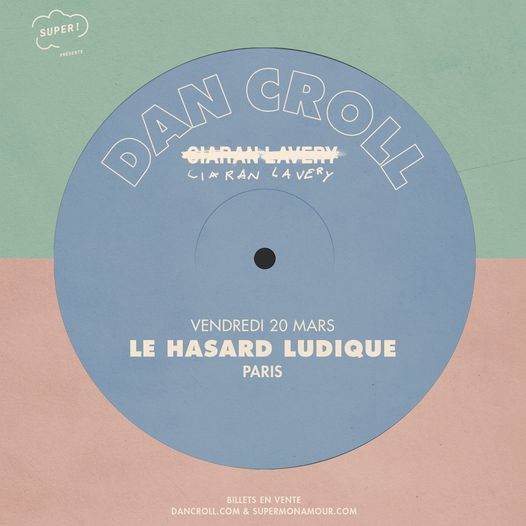 SUPER!
PRÉSENTE
DAN CROLL
CIARAN LAVERY
CIARAN LAVERY
VENDREDI 20 MARS
LE HASARD LUDIQUE
PARIS
BILLETS EN VENTE
DANCROLL.COM & SUPERMONAMOUR.COM